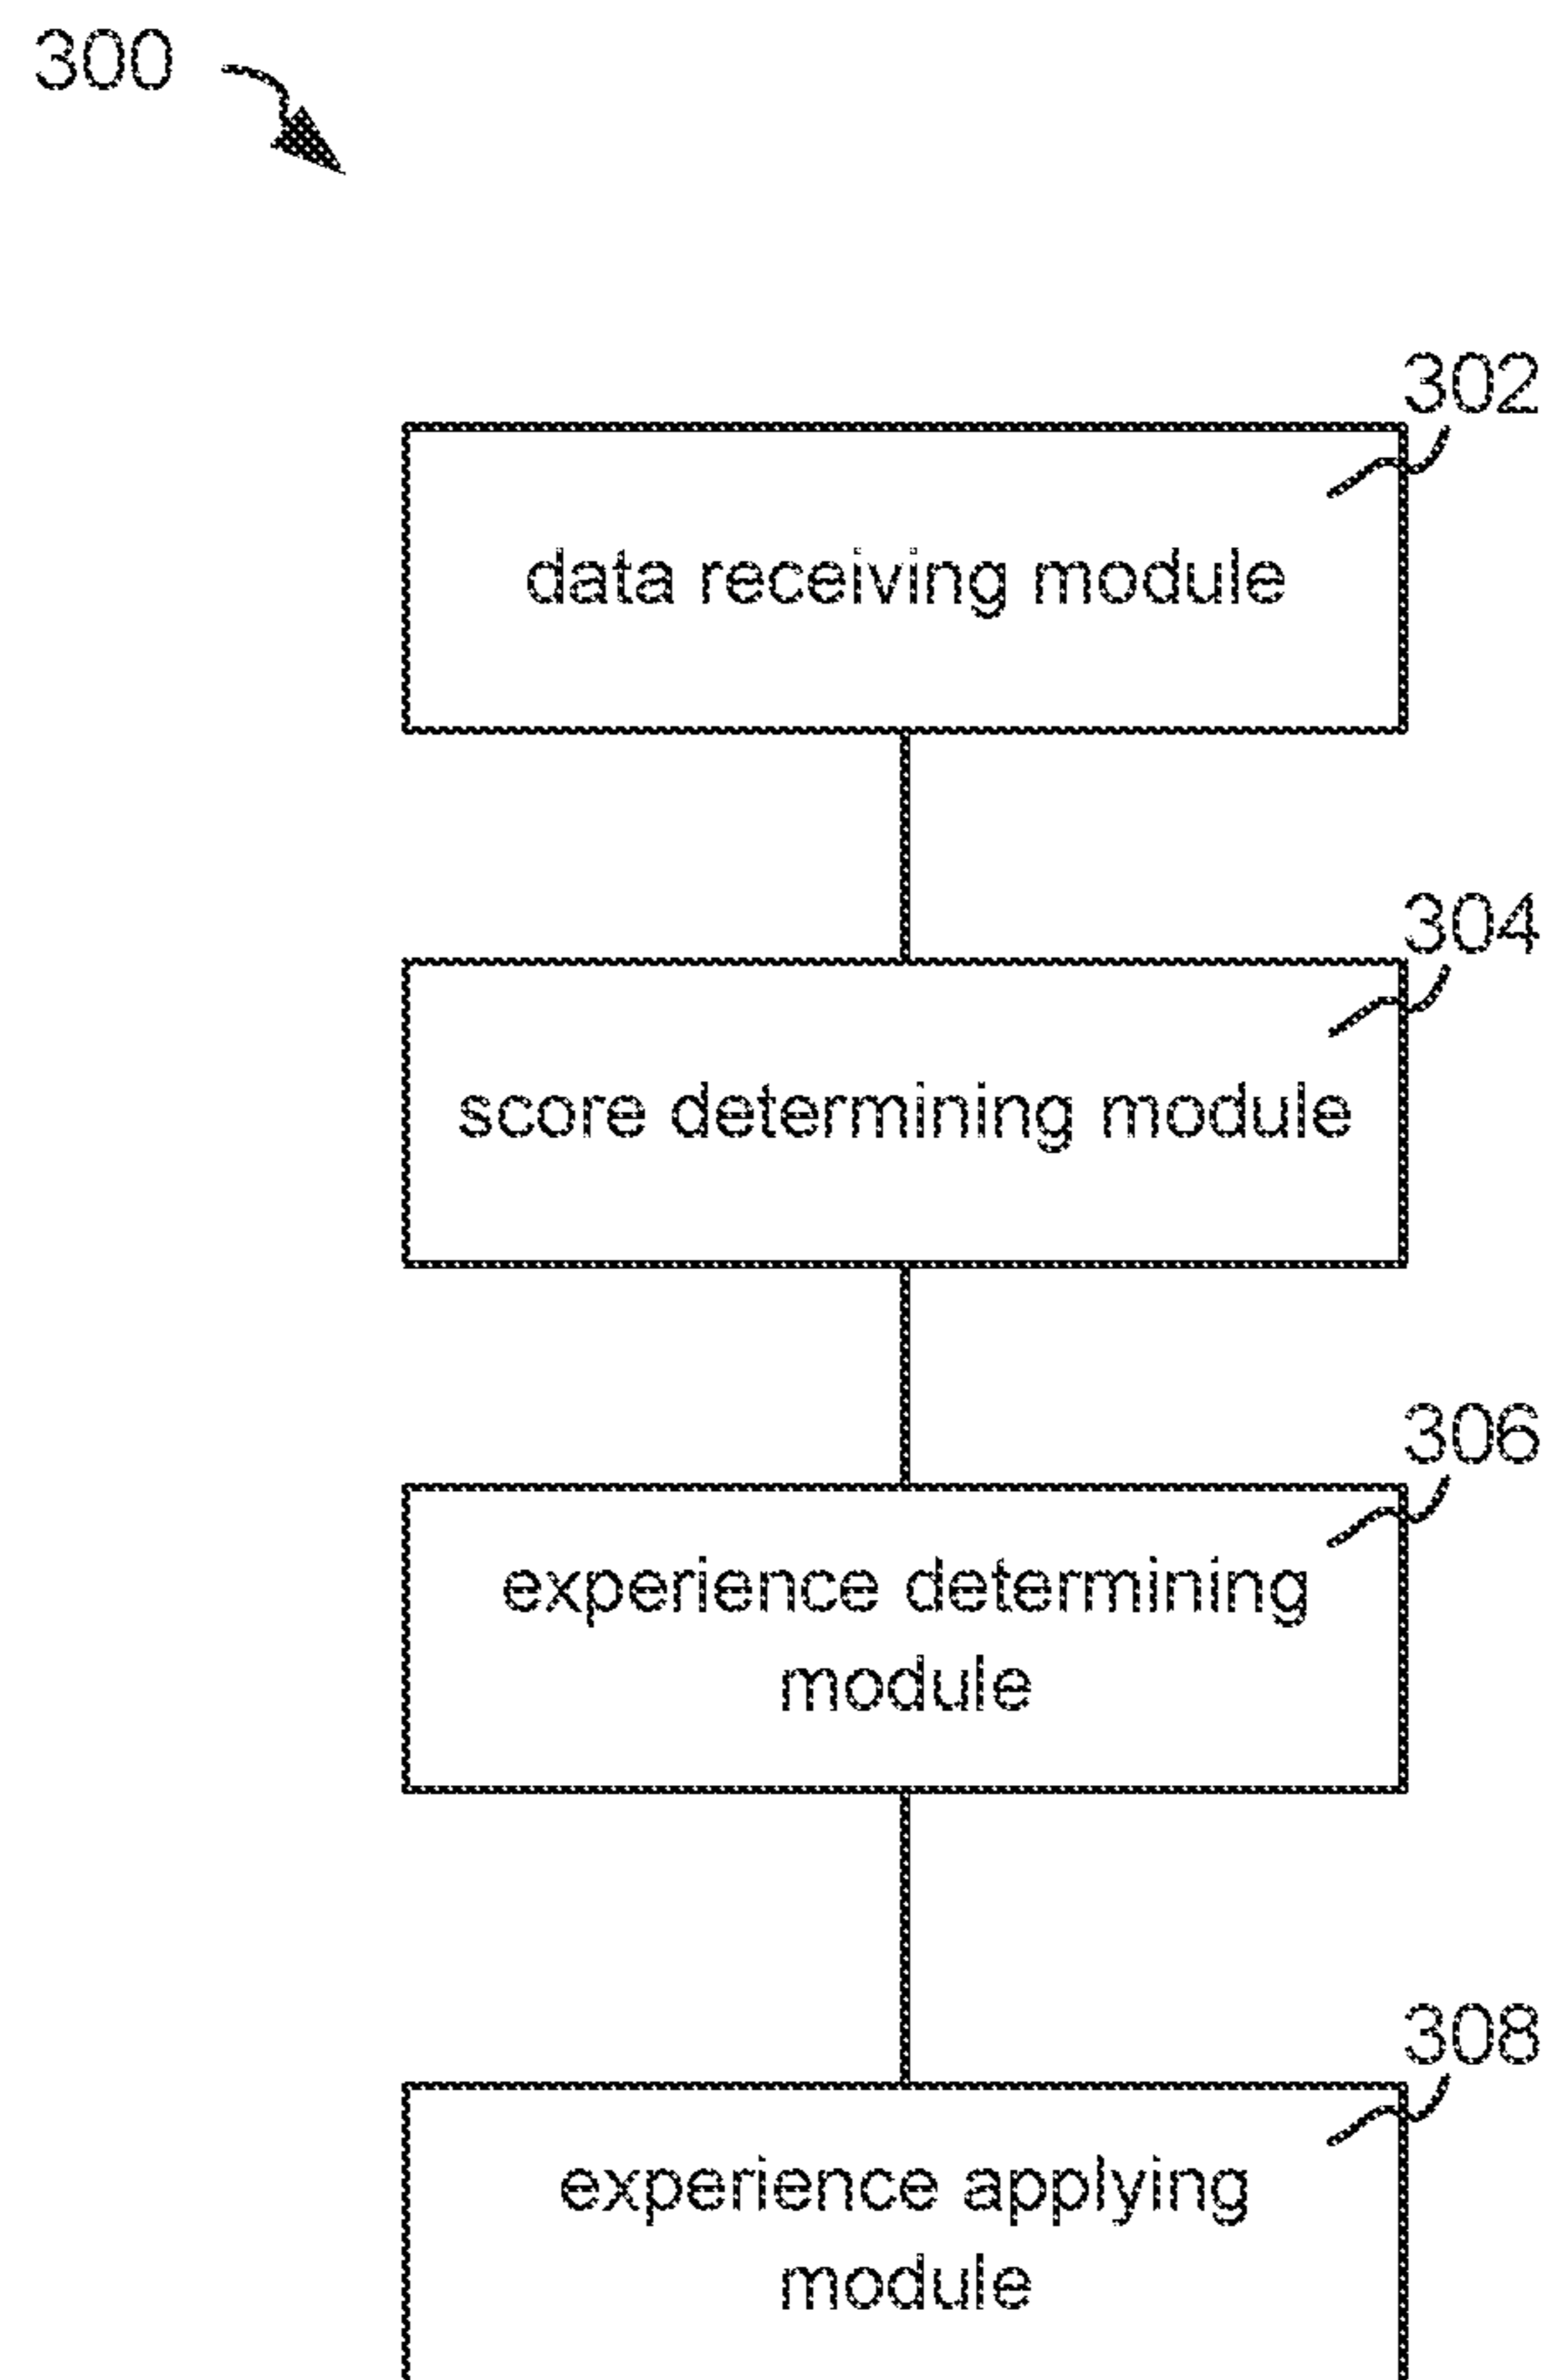 300
302
data receiving module
304
score determining module
306
experience determining
module
308
experience applying
module